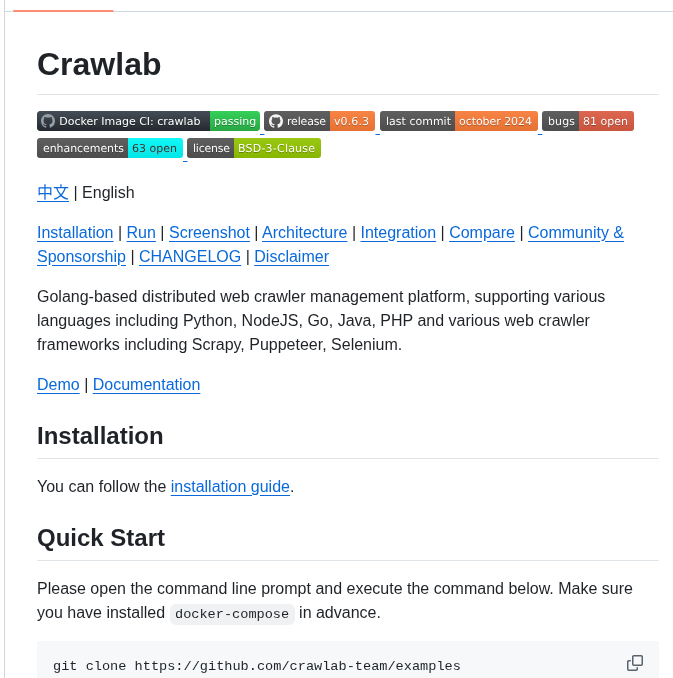 Crawlab
Docker Image CI: crawlab passing release v0.6.3 last commit october 2024 bugs 81 open
enhancements 63 open license BSD-3-Clause
中文 | English
Installation | Run | Screenshot | Architecture | Integration | Compare | Community &
Sponsorship | CHANGELOG | Disclaimer
Golang-based distributed web crawler management platform, supporting various
languages including Python, NodeJS, Go, Java, PHP and various web crawler
frameworks including Scrapy, Puppeteer, Selenium.
Demo | Documentation
Installation
You can follow the installation guide.
Quick Start
Please open the command line prompt and execute the command below. Make sure
you have installed docker-compose in advance.
git clone https://github.com/crawlab-team/examples